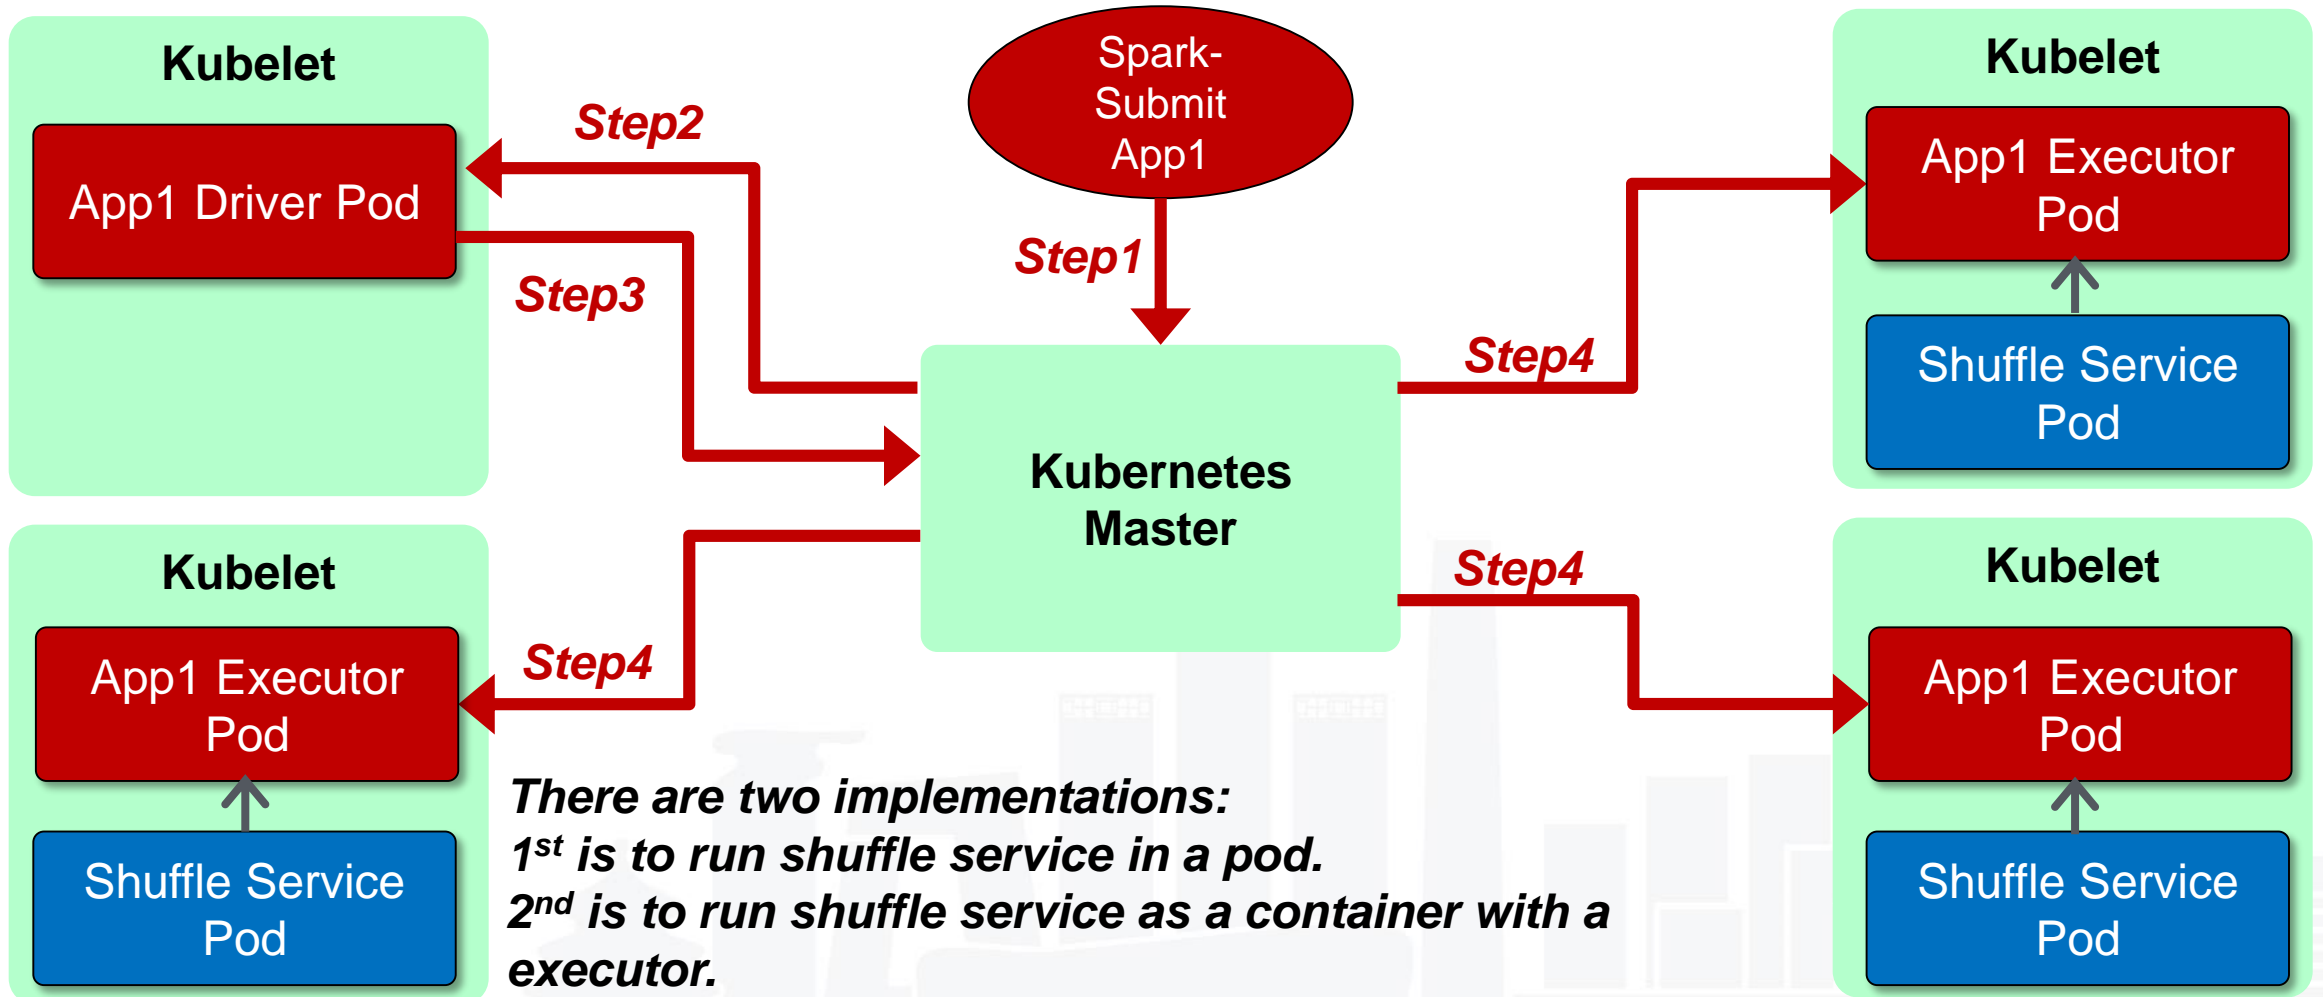 Kubelet
App1 Driver Pod
Step2
Step3
Spark-
Submit
App1
Step1
Kubernetes
Master
Kubelet
App1 Executor
Pod
Shuffle Service
Pod
Step4
Kubelet
App1 Executor
Pod
Shuffle Service
Pod
Step4
Step4
Kubelet
App1 Executor
Pod
Shuffle Service
Pod
There are two implementations:
1st is to run shuffle service in a pod.
2nd is to run shuffle service as a container with a
executor.